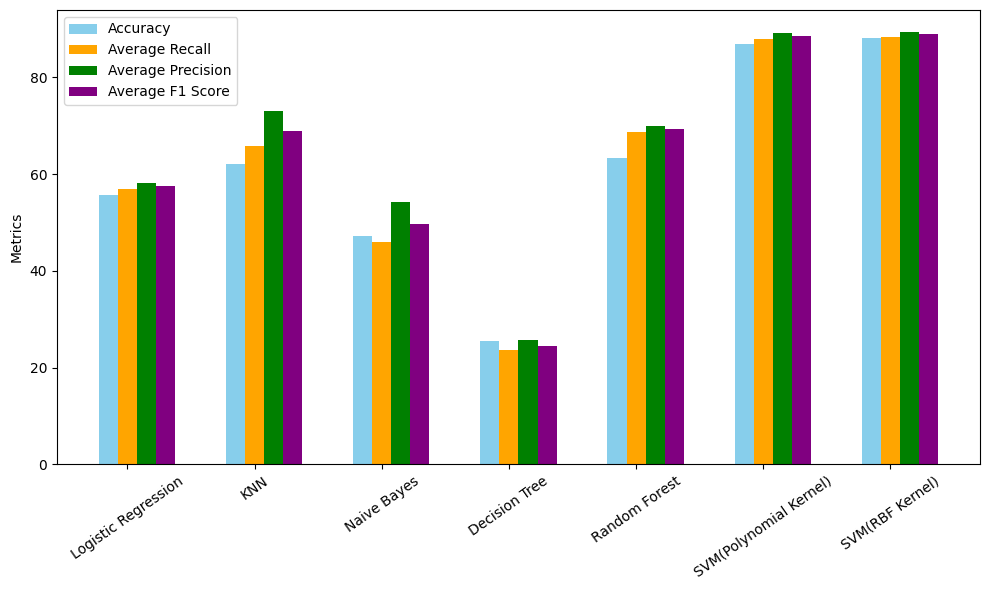 Accuracy
Average Recall
Average Precision
Average F1 Score
Metrics
80
60
40
20
0
Logistic Regression
KNN
Naive Bayes
Decision Tree
Random Forest
SVM(Polynomial Kernel)
SVM(RBF Kernel)